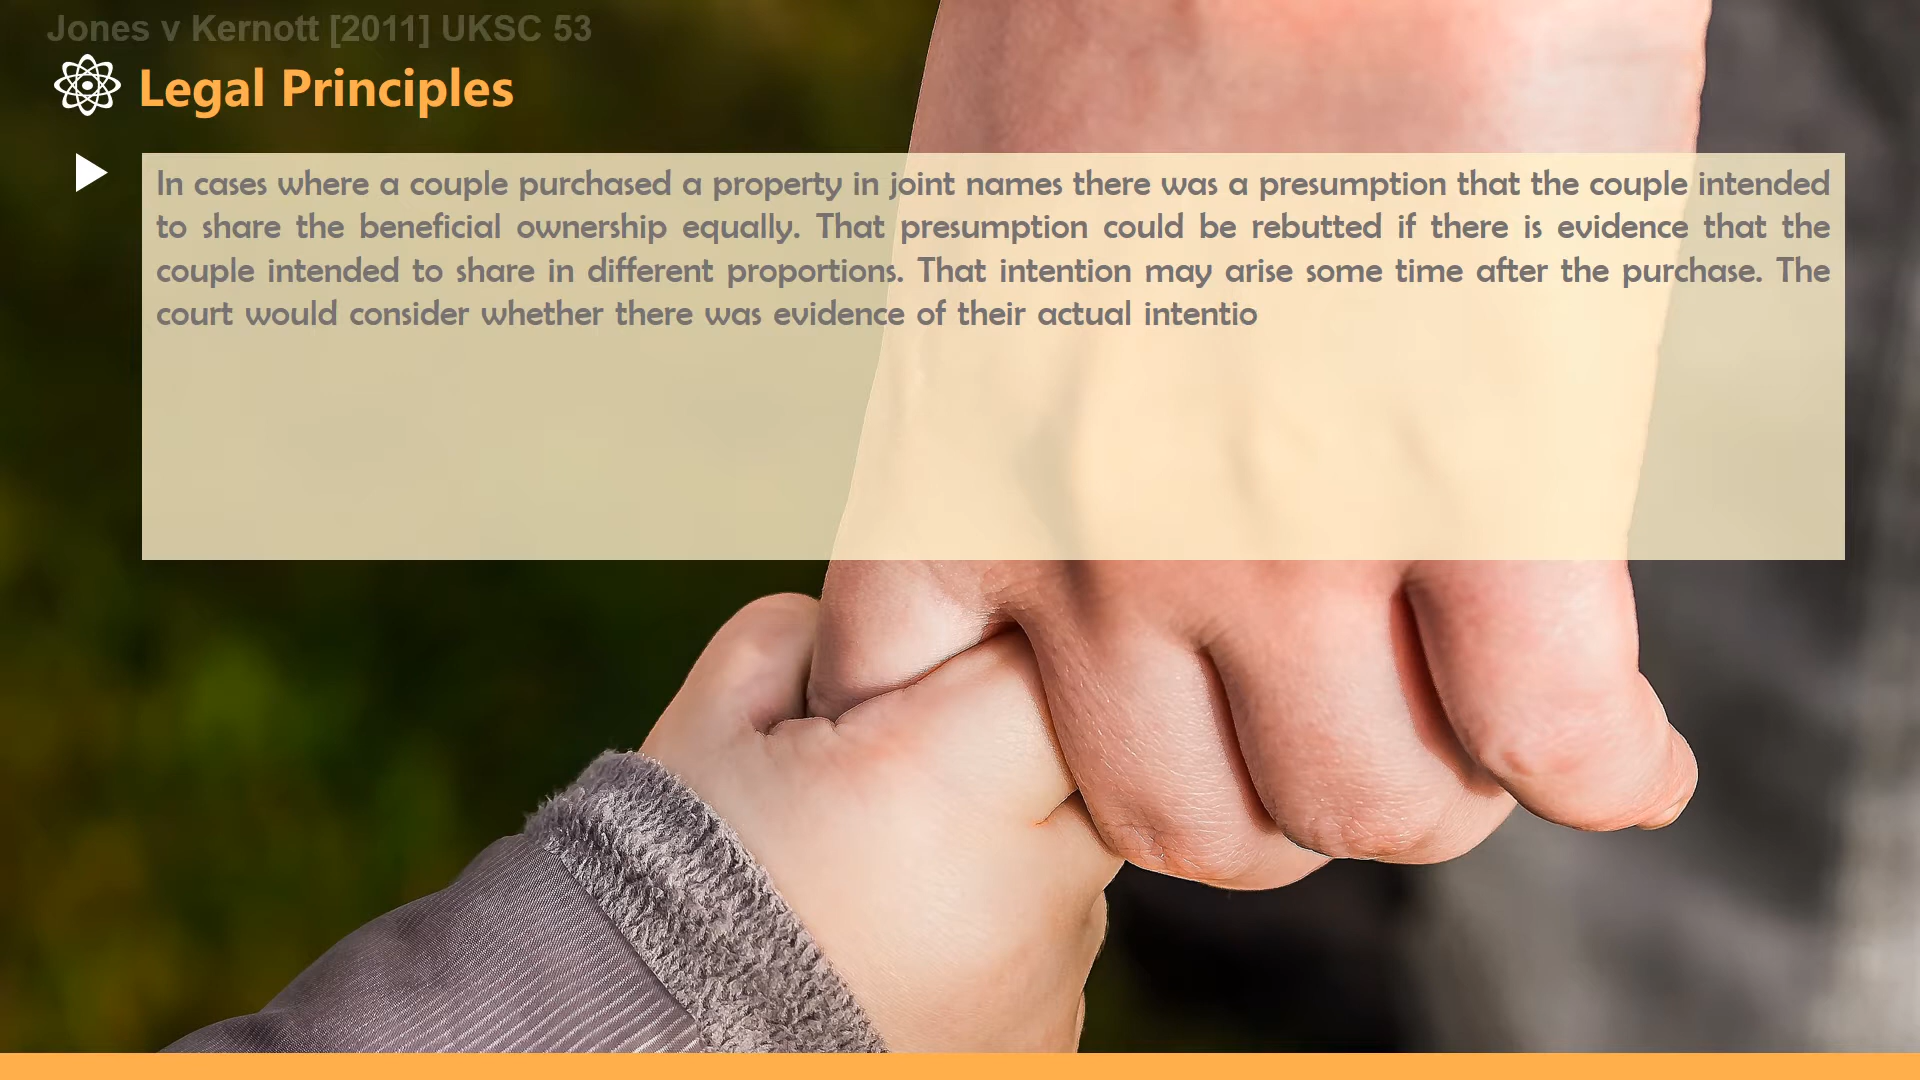 Jones v Kernott [2011] UKSC 53
Legal Principles
In cases where a couple purchased a property in joint names there was a presumption that the couple intended
to share the beneficial ownership equally. That presumption could be rebutted if there is evidence that the
couple intended to share in different proportions. That intention may arise some time after the purchase. The
court would consider whether there was evidence of their actual intentio